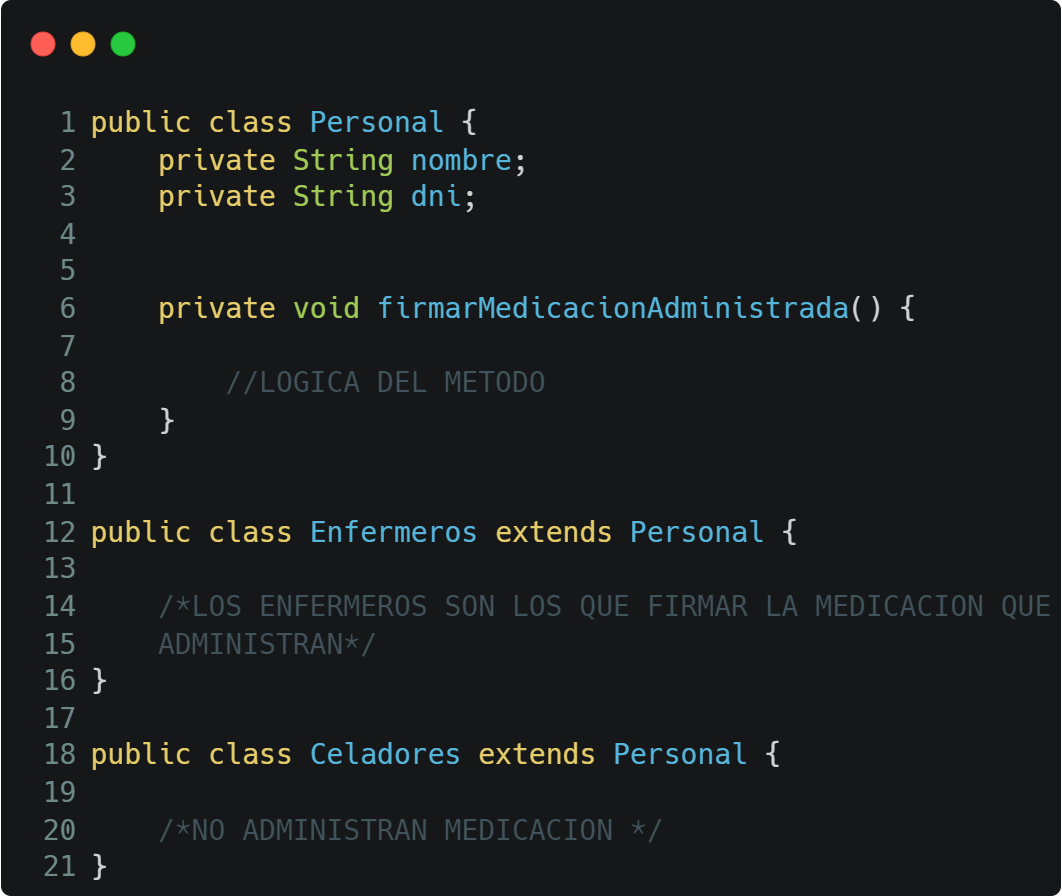 1 public class Personal {
2     private String nombre;
3     private String dni;
4
5
6     private void firmarMedicacionAdministrada() {
7
8         //LOGICA DEL METODO
9     }
10 }
11
12 public class Enfermeros extends Personal {
13
14     /*LOS ENFERMEROS SON LOS QUE FIRMAR LA MEDICACION QUE
15     ADMINISTRAN*/
16 }
17
18 public class Celadores extends Personal {
19
20     /*NO ADMINISTRAN MEDICACION */
21 }